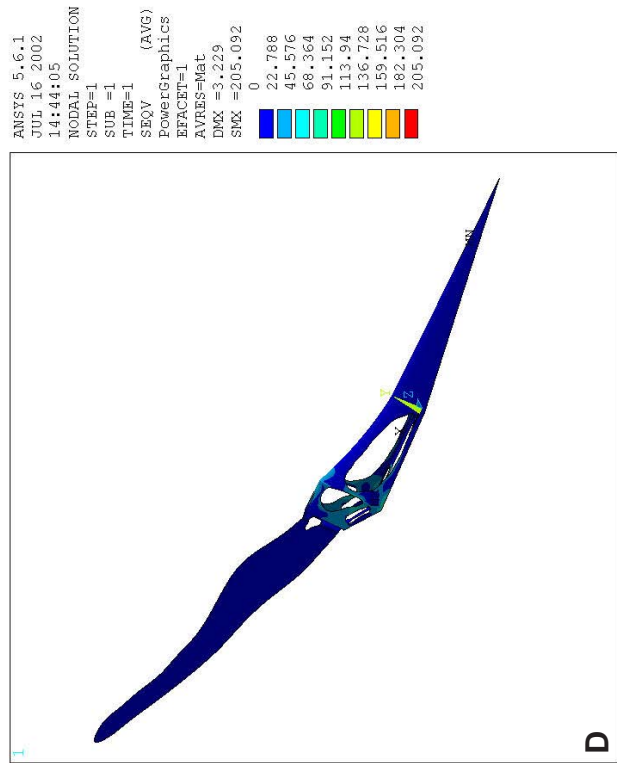 1
ANSYS 5.6.1
JUL 16 2002
14:44:05
NODAL SOLUTION
STEP=1
SUB =1
TIME=1
SEQV (AVG)
PowerGraphics
EFACET=1
AVRES=Mat
DMX =3.229
SMX =205.092
0
22.788
45.576
68.364
91.152
113.94
136.728
159.516
182.304
205.092
Y
Z
X
MN
D